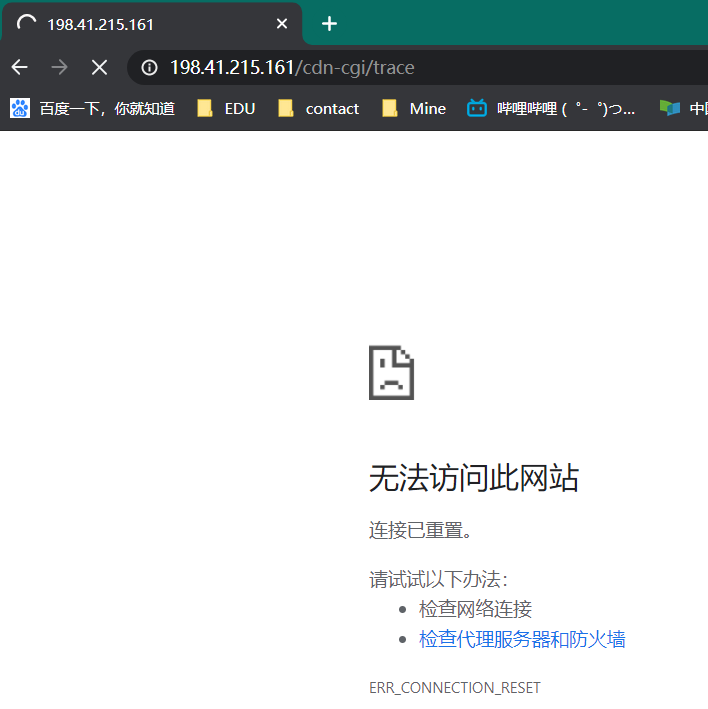 198.41.215.161
198.41.215.161/cdn-cgi/trace
百度一下，你就知道 EDU contact Mine 哔哩哔哩 ( ゜- ゜)つ... 中国
无法访问此网站
连接已重置。
请试试以下办法：
检查网络连接
检查代理服务器和防火墙
ERR_CONNECTION_RESET